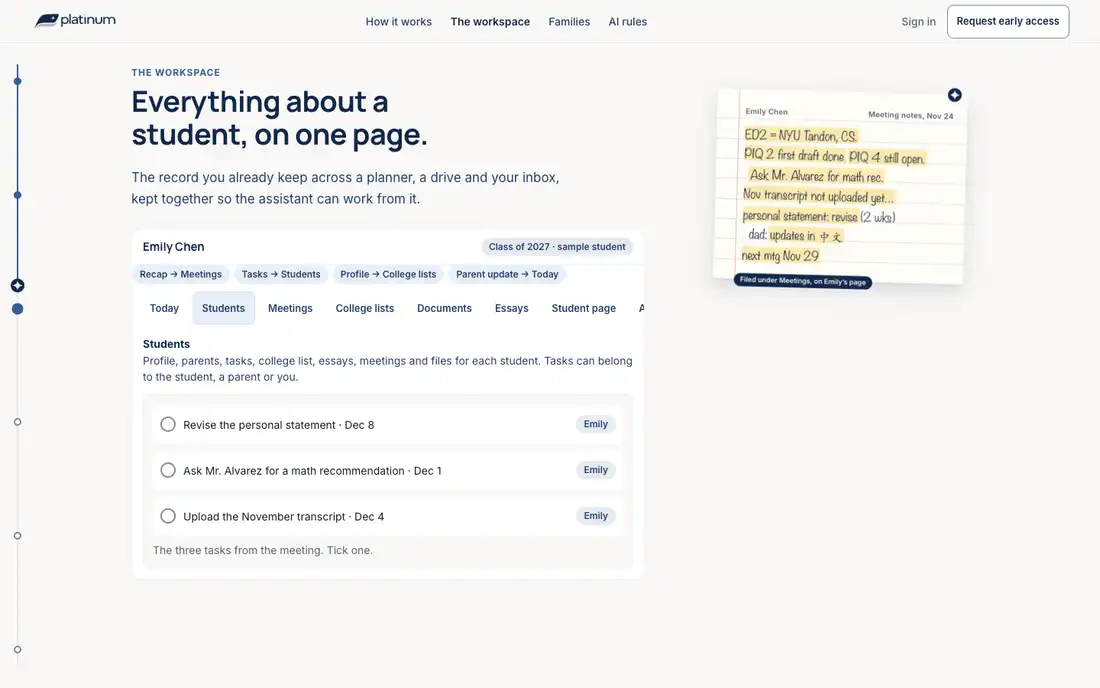 platinum
How it works
The workspace
Families
AI rules
Sign in
Request early access
THE WORKSPACE
Everything about a
student, on one page.
The record you already keep across a planner, a drive and your inbox,
kept together so the assistant can work from it.
Emily Chen
Class of 2027 · sample student
Recap → Meetings
Tasks → Students
Profile → College lists
Parent update → Today
Today
Students
Meetings
College lists
Documents
Essays
Student page
Students
Profile, parents, tasks, college list, essays, meetings and files for each student. Tasks can belong
to the student, a parent or you.
Revise the personal statement · Dec 8
Emily
Ask Mr. Alvarez for a math recommendation · Dec 1
Emily
Upload the November transcript · Dec 4
Emily
The three tasks from the meeting. Tick one.
Emily Chen
Meeting notes, Nov 24
ED2 = NYU Tandon, CS.
PIQ 2 first draft done PIQ 4 still open.
Ask Mr. Alvarez for math rec.
Nov transcript not uploaded yet...
personal statement: revise (2 wks)
dad: updates in 中文
next mtg Nov 29
Filed under Meetings, on Emily's page